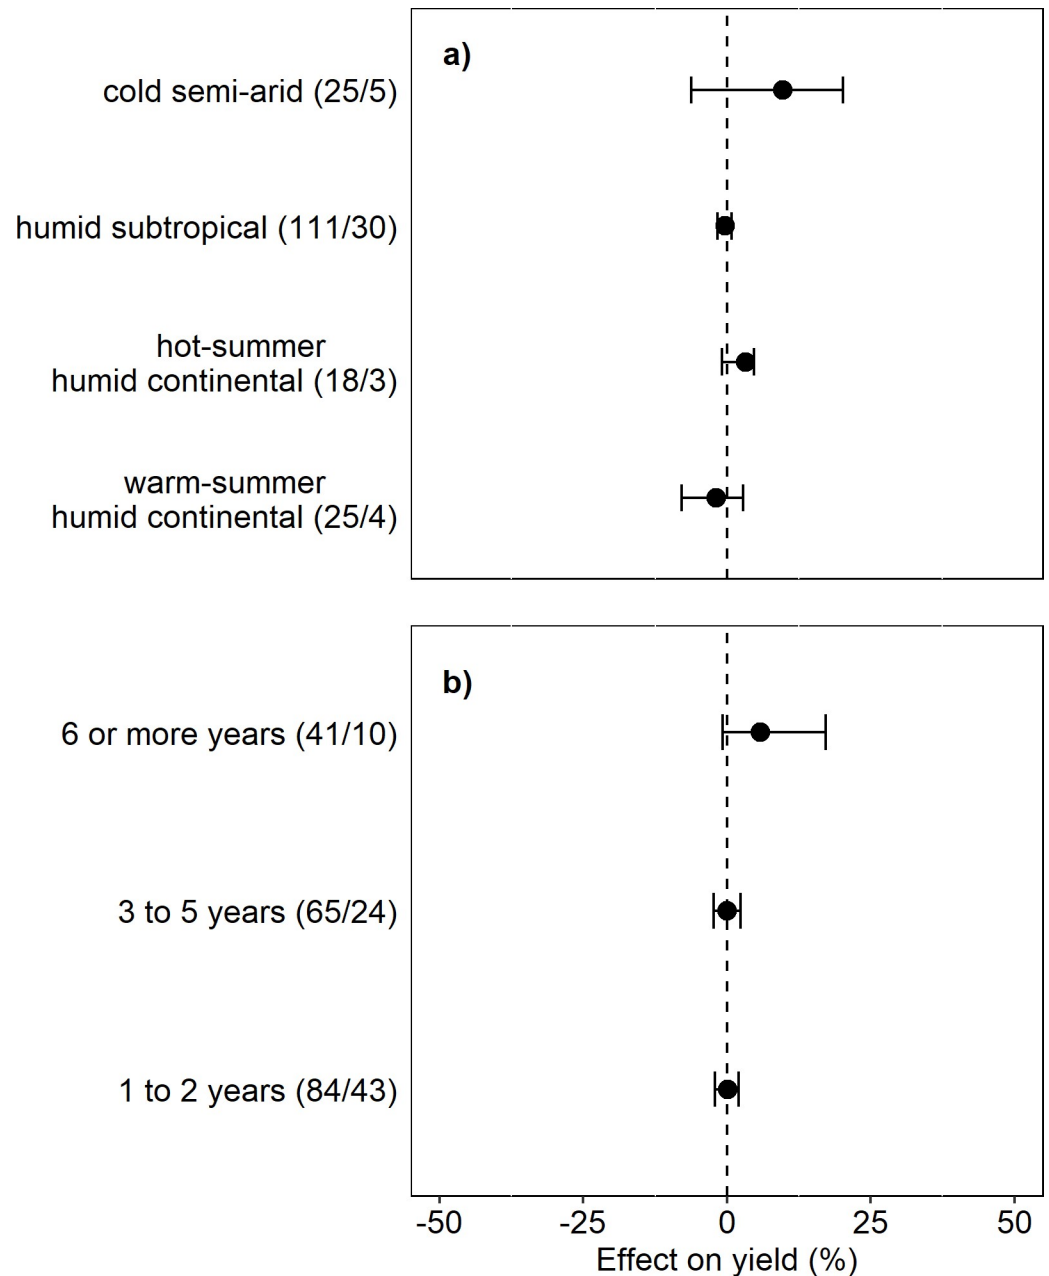 a)
cold semi-arid (25/5)
humid subtropical (111/30)
hot-summer
humid continental (18/3)
warm-summer
humid continental (25/4)
b)
6 or more years (41/10)
3 to 5 years (65/24)
1 to 2 years (84/43)
-50 -25 0 25 50
Effect on yield (%)